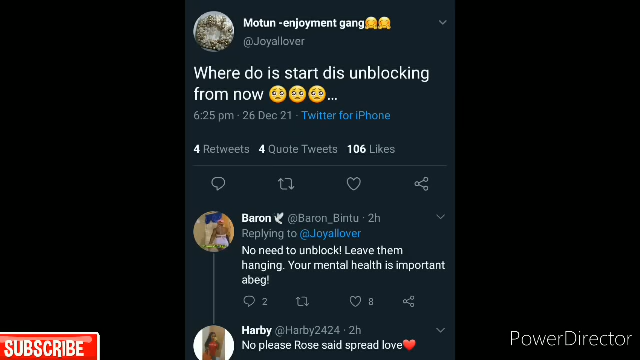 Motun -enjoyment gang🤗🤗
@Joyallover
Where do is start dis unblocking
from now 🥺🥺🥺...
6:25 pm · 26 Dec 21 · Twitter for iPhone
4 Retweets 4 Quote Tweets 106 Likes
Baron 🕊 @Baron_Bintu · 2h
Replying to @Joyallover
No need to unblock! Leave them
hanging. Your mental health is important
abeg!
2 8
Harby @Harby2424 · 2h
No please Rose said spread love❤️
SUBSCRIBE
PowerDirector